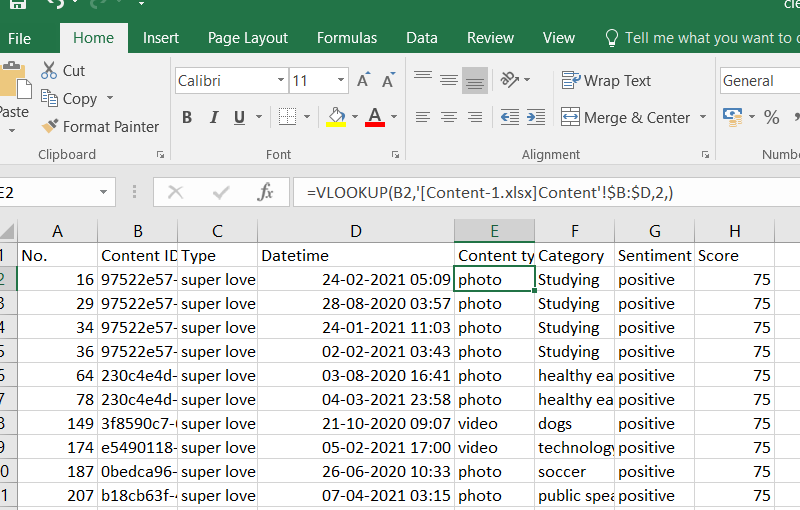 File Home Insert Page Layout Formulas Data Review View Tell me what you want to
Cut
Copy
Format Painter
Clipboard
Calibri 11 A A
B I U A
Font
Wrap Text
Merge & Center
Alignment
General
%
E2 fx =VLOOKUP(B2,'[Content-1.xlsx]Content'!$B:$D,2,)
A B C D E F G H
1 No. Content ID Type Datetime Content ty Category Sentiment Score
2 16 97522e57- super love 24-02-2021 05:09 photo Studying positive 75
3 29 97522e57- super love 28-08-2020 03:57 photo Studying positive 75
4 34 97522e57- super love 24-01-2021 11:03 photo Studying positive 75
5 36 97522e57- super love 02-02-2021 03:43 photo Studying positive 75
6 64 230c4e4d- super love 03-08-2020 16:41 photo healthy ea positive 75
7 78 230c4e4d- super love 04-03-2021 23:58 photo healthy ea positive 75
8 149 3f8590c7- super love 21-10-2020 09:07 video dogs positive 75
9 174 e5490118- super love 05-02-2021 17:00 video technology positive 75
0 187 0bedca96- super love 26-06-2020 10:33 photo soccer positive 75
1 207 b18cb63f- super love 07-04-2021 03:15 photo public spea positive 75